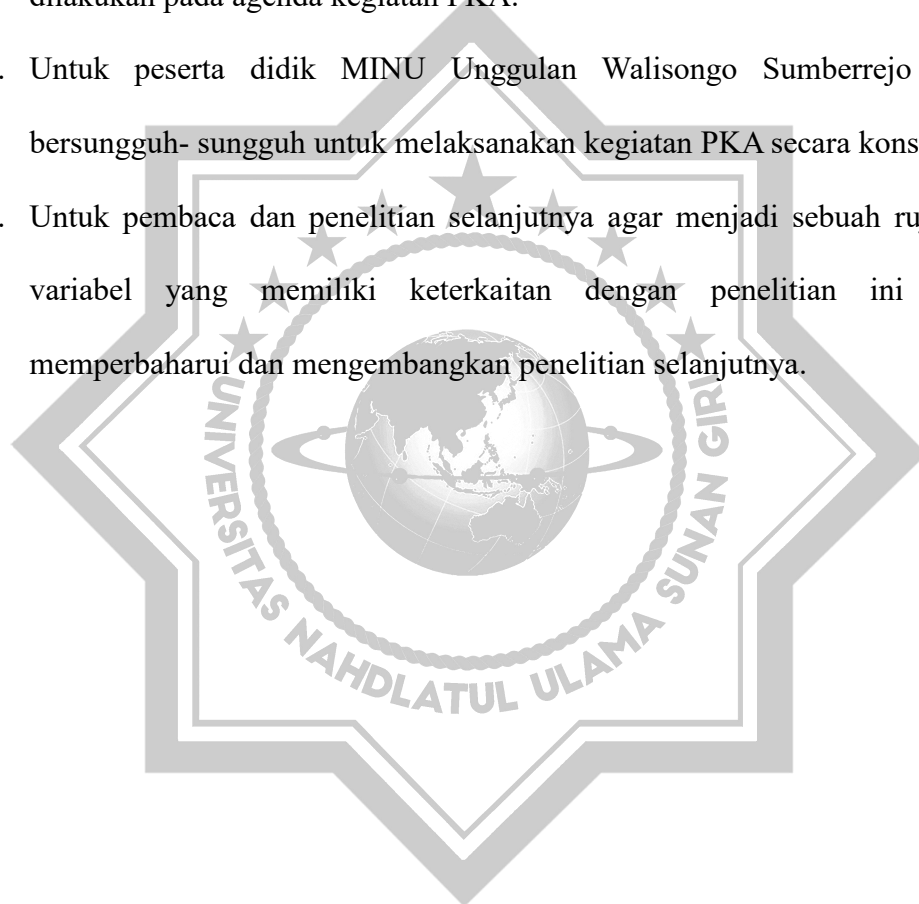 dilakukan pada agenda kegiatan PKA.
. Untuk peserta didik MINU Unggulan Walisongo Sumberrejo
bersungguh- sungguh untuk melaksanakan kegiatan PKA secara kons
. Untuk pembaca dan penelitian selanjutnya agar menjadi sebuah ru
variabel yang memiliki keterkaitan dengan penelitian ini
memperbaharui dan mengembangkan penelitian selanjutnya.
UNIVERSITAS NAHDLATUL ULAMA SUNAN GIRI